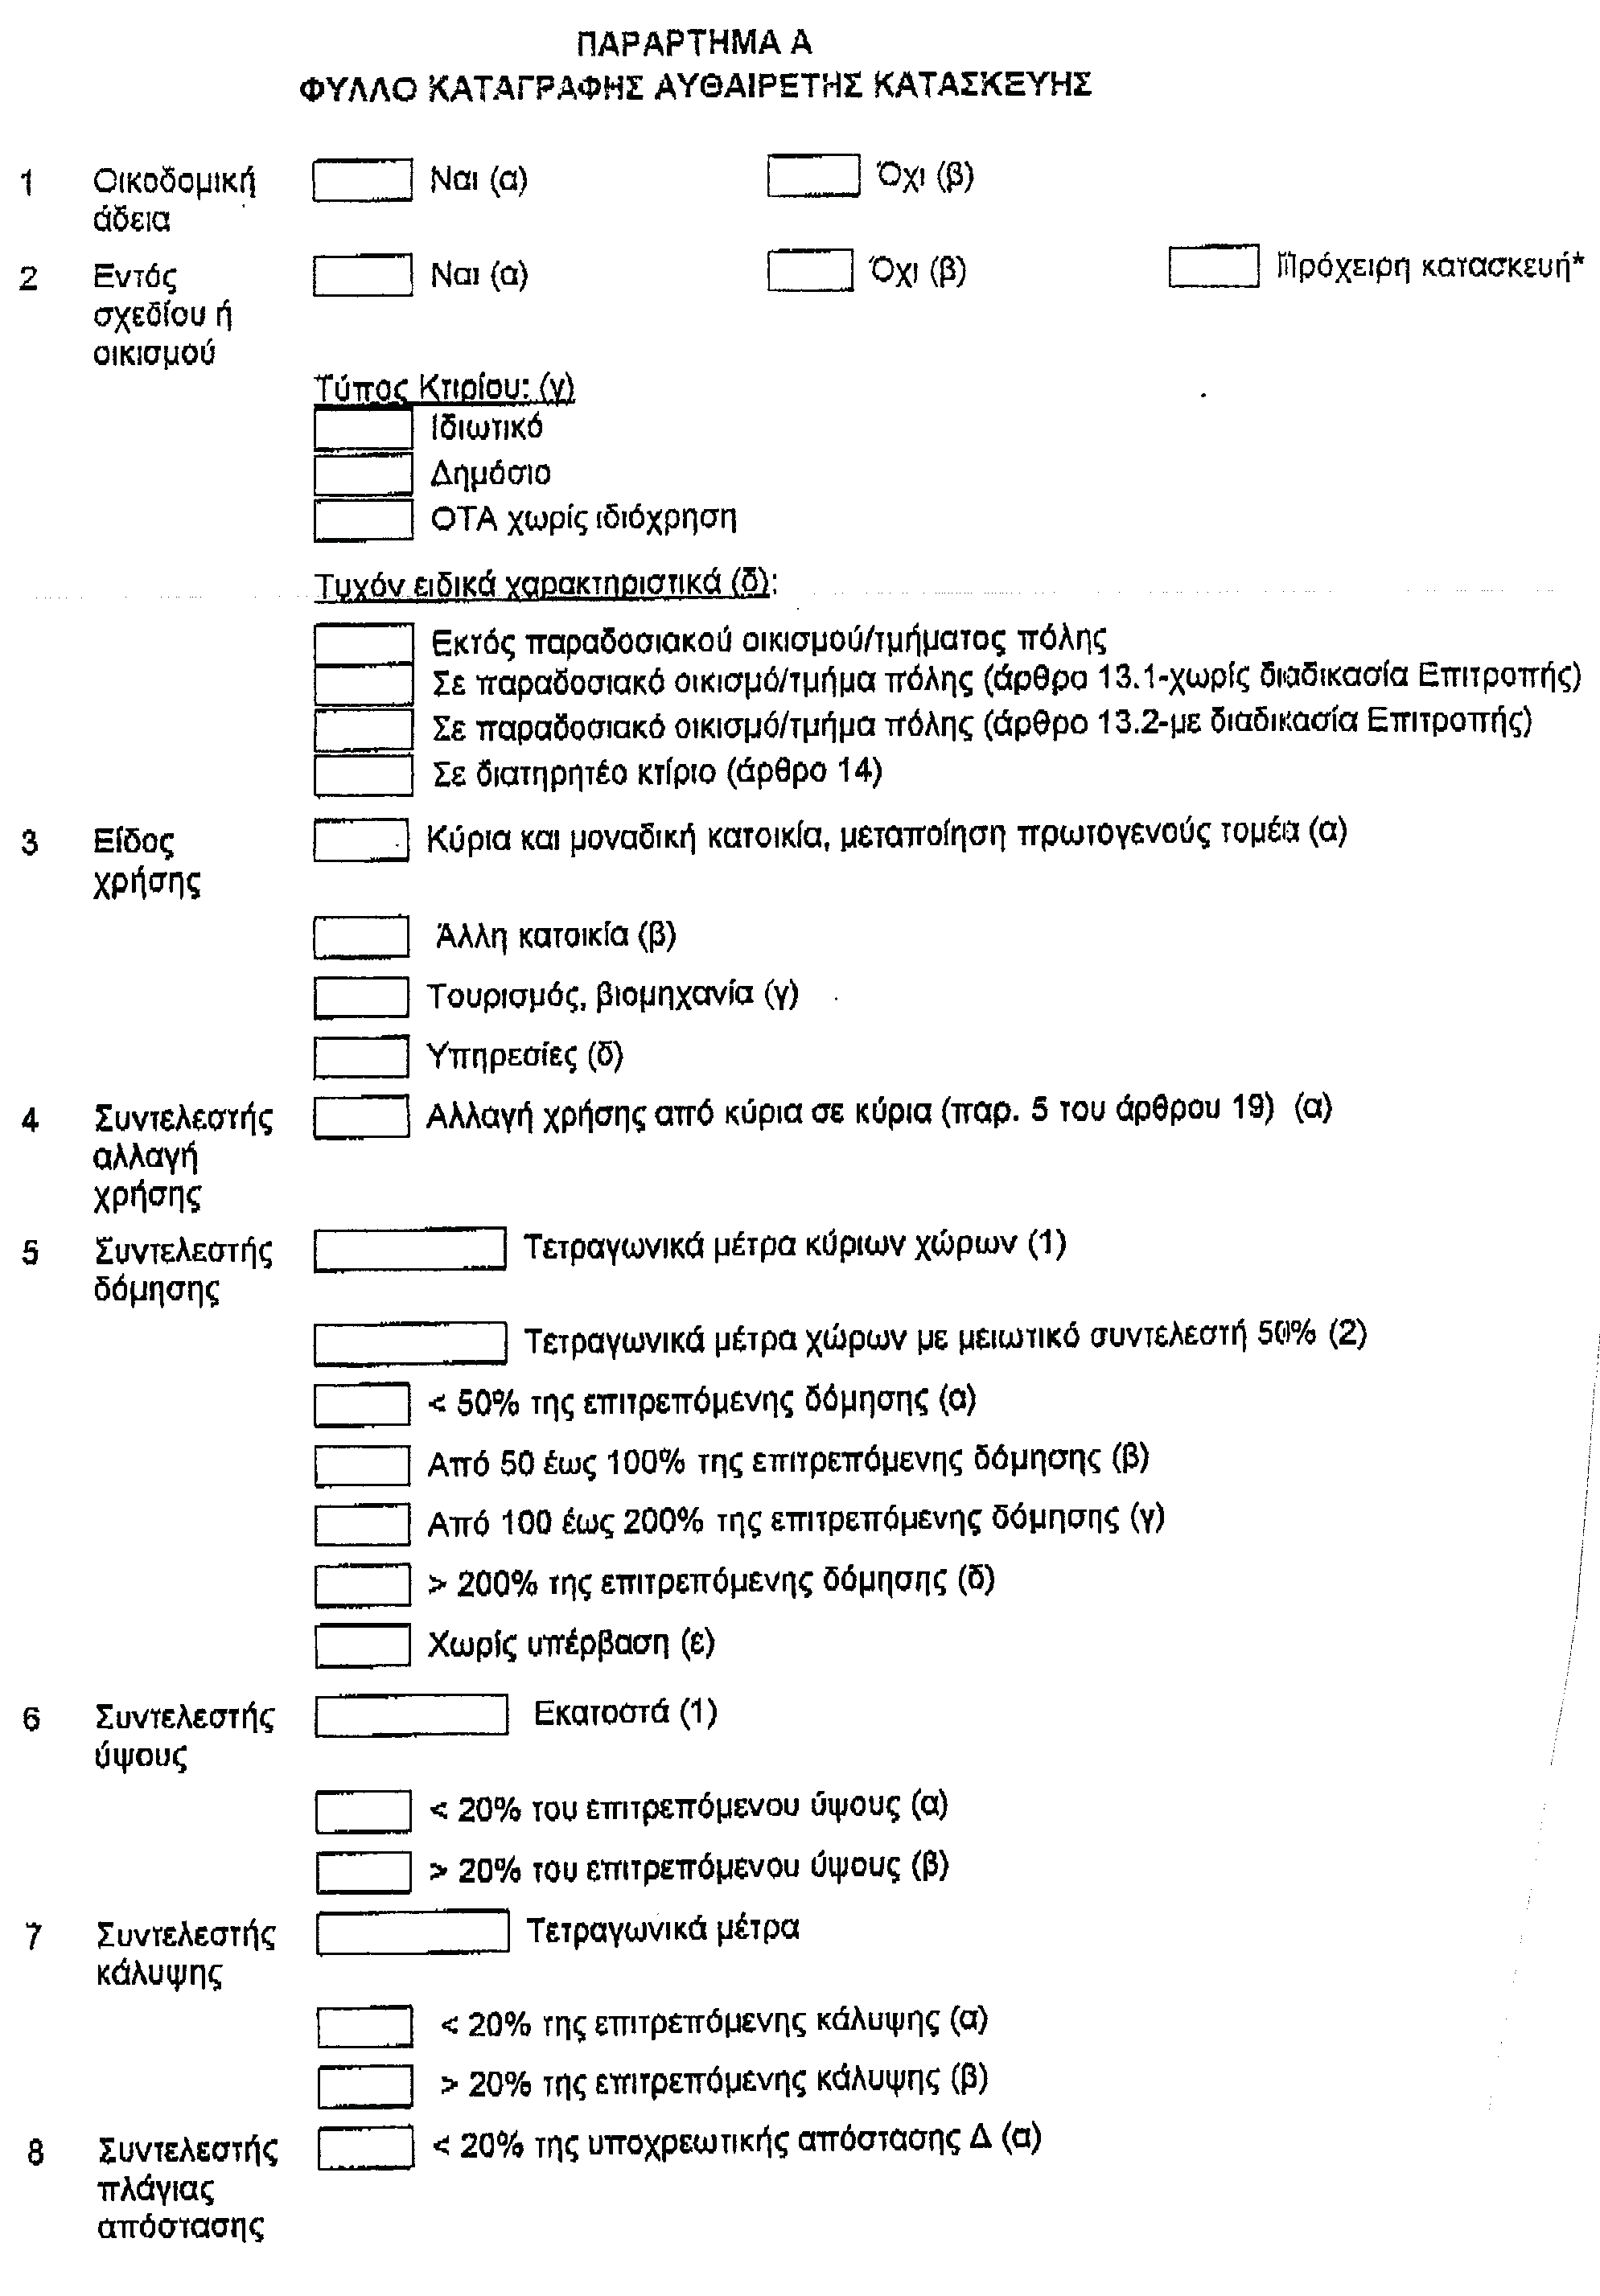 ΠΑΡΑΡΤΗΜΑ Α
ΦΥΛΛΟ ΚΑΤΑΓΡΑΦΗΣ ΑΥΘΑΙΡΕΤΗΣ ΚΑΤΑΣΚΕΥΗΣ
1 Οικοδομική Ναι (α) Όχι (β)
άδεια
2 Εντός Ναι (α) Όχι (β) Πρόχειρη κατασκευή*
σχεδίου ή
οικισμού
Τύπος Κτιρίου: (γ)
Ιδιωτικό
Δημόσιο
ΟΤΑ χωρίς ιδιόχρηση
Τυχόν ειδικά χαρακτηριστικά (δ):
Εκτός παραδοσιακού οικισμού/τμήματος πόλης
Σε παραδοσιακό οικισμό/τμήμα πόλης (άρθρο 13.1-χωρίς διαδικασία Επιτροπής)
Σε παραδοσιακό οικισμό/τμήμα πόλης (άρθρο 13.2-με διαδικασία Επιτροπής)
Σε διατηρητέο κτίριο (άρθρο 14)
3 Είδος Κύρια και μοναδική κατοικία, μεταποίηση πρωτογενούς τομέα (α)
χρήσης
Άλλη κατοικία (β)
Τουρισμός, βιομηχανία (γ)
Υπηρεσίες (δ)
4 Συντελεστής Αλλαγή χρήσης από κύρια σε κύρια (παρ. 5 του άρθρου 19) (α)
αλλαγή
χρήσης
5 Συντελεστής Τετραγωνικά μέτρα κύριων χώρων (1)
δόμησης
Τετραγωνικά μέτρα χώρων με μειωτικό συντελεστή 50% (2)
< 50% της επιτρεπόμενης δόμησης (α)
Από 50 έως 100% της επιτρεπόμενης δόμησης (β)
Από 100 έως 200% της επιτρεπόμενης δόμησης (γ)
> 200% της επιτρεπόμενης δόμησης (δ)
Χωρίς υπέρβαση (ε)
6 Συντελεστής Εκατοστά (1)
ύψους
< 20% του επιτρεπόμενου ύψους (α)
> 20% του επιτρεπόμενου ύψους (β)
7 Συντελεστής Τετραγωνικά μέτρα
κάλυψης
< 20% της επιτρεπόμενης κάλυψης (α)
> 20% της επιτρεπόμενης κάλυψης (β)
8 Συντελεστής < 20% της υποχρεωτικής απόστασης Δ (α)
πλάγιας
απόστασης